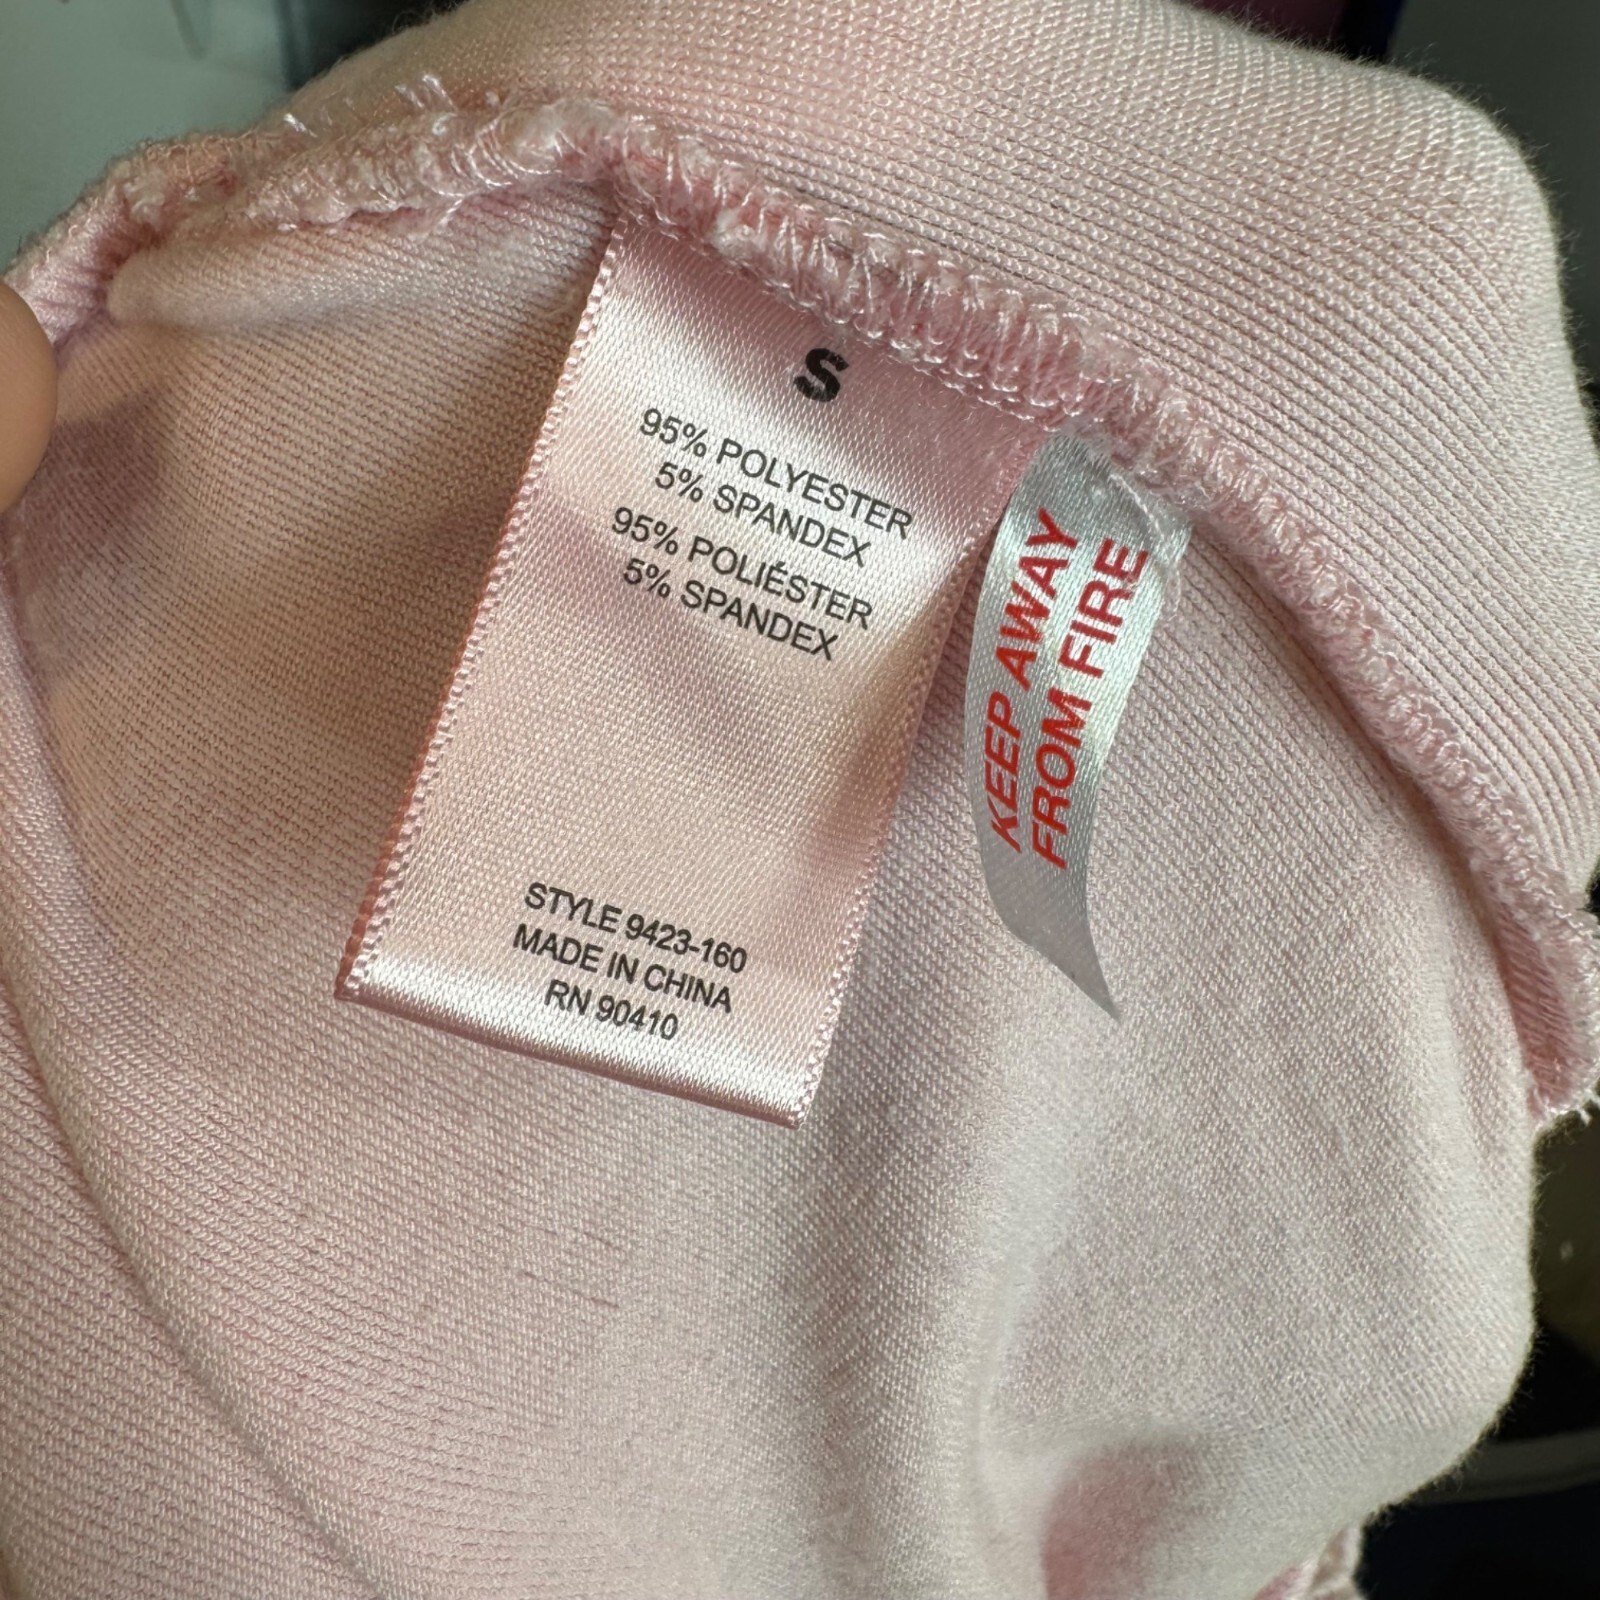 S
95% POLYESTER
5% SPANDEX
95% POLIÉSTER
5% SPANDEX
STYLE 9423-160
MADE IN CHINA
RN 90410
KEEP AWAY
FROM FIRE